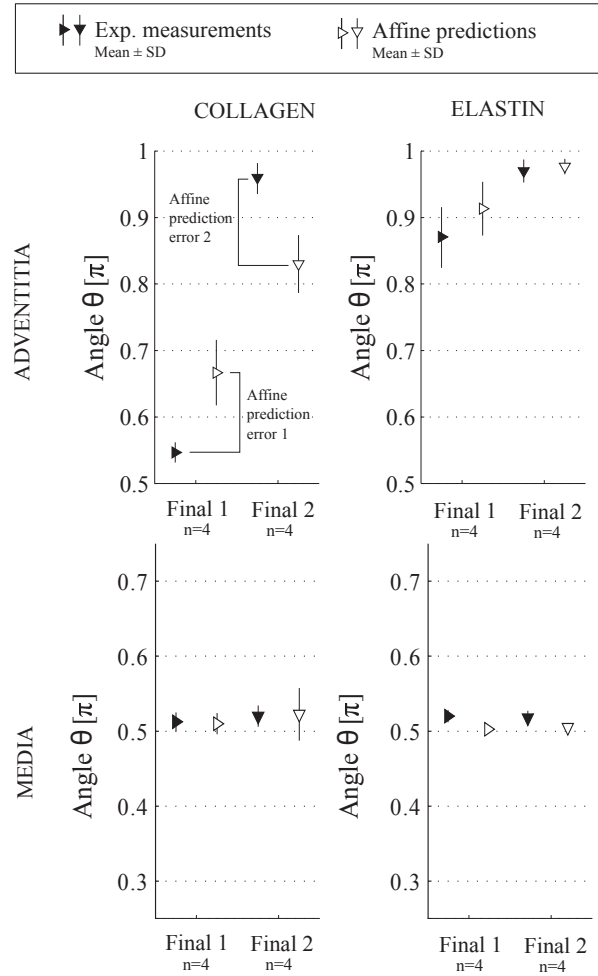 Exp. measurements
Mean ± SD
Affine predictions
Mean ± SD
COLLAGEN
ELASTIN
ADVENTITIA
Angle θ [π]
1
0.9
0.8
0.7
0.6
0.5
Affine
prediction
error 2
Affine
prediction
error 1
Final 1
n=4
Final 2
n=4
Angle θ [π]
1
0.9
0.8
0.7
0.6
0.5
Final 1
n=4
Final 2
n=4
MEDIA
Angle θ [π]
0.7
0.6
0.5
0.4
0.3
Final 1
n=4
Final 2
n=4
Angle θ [π]
0.7
0.6
0.5
0.4
0.3
Final 1
n=4
Final 2
n=4